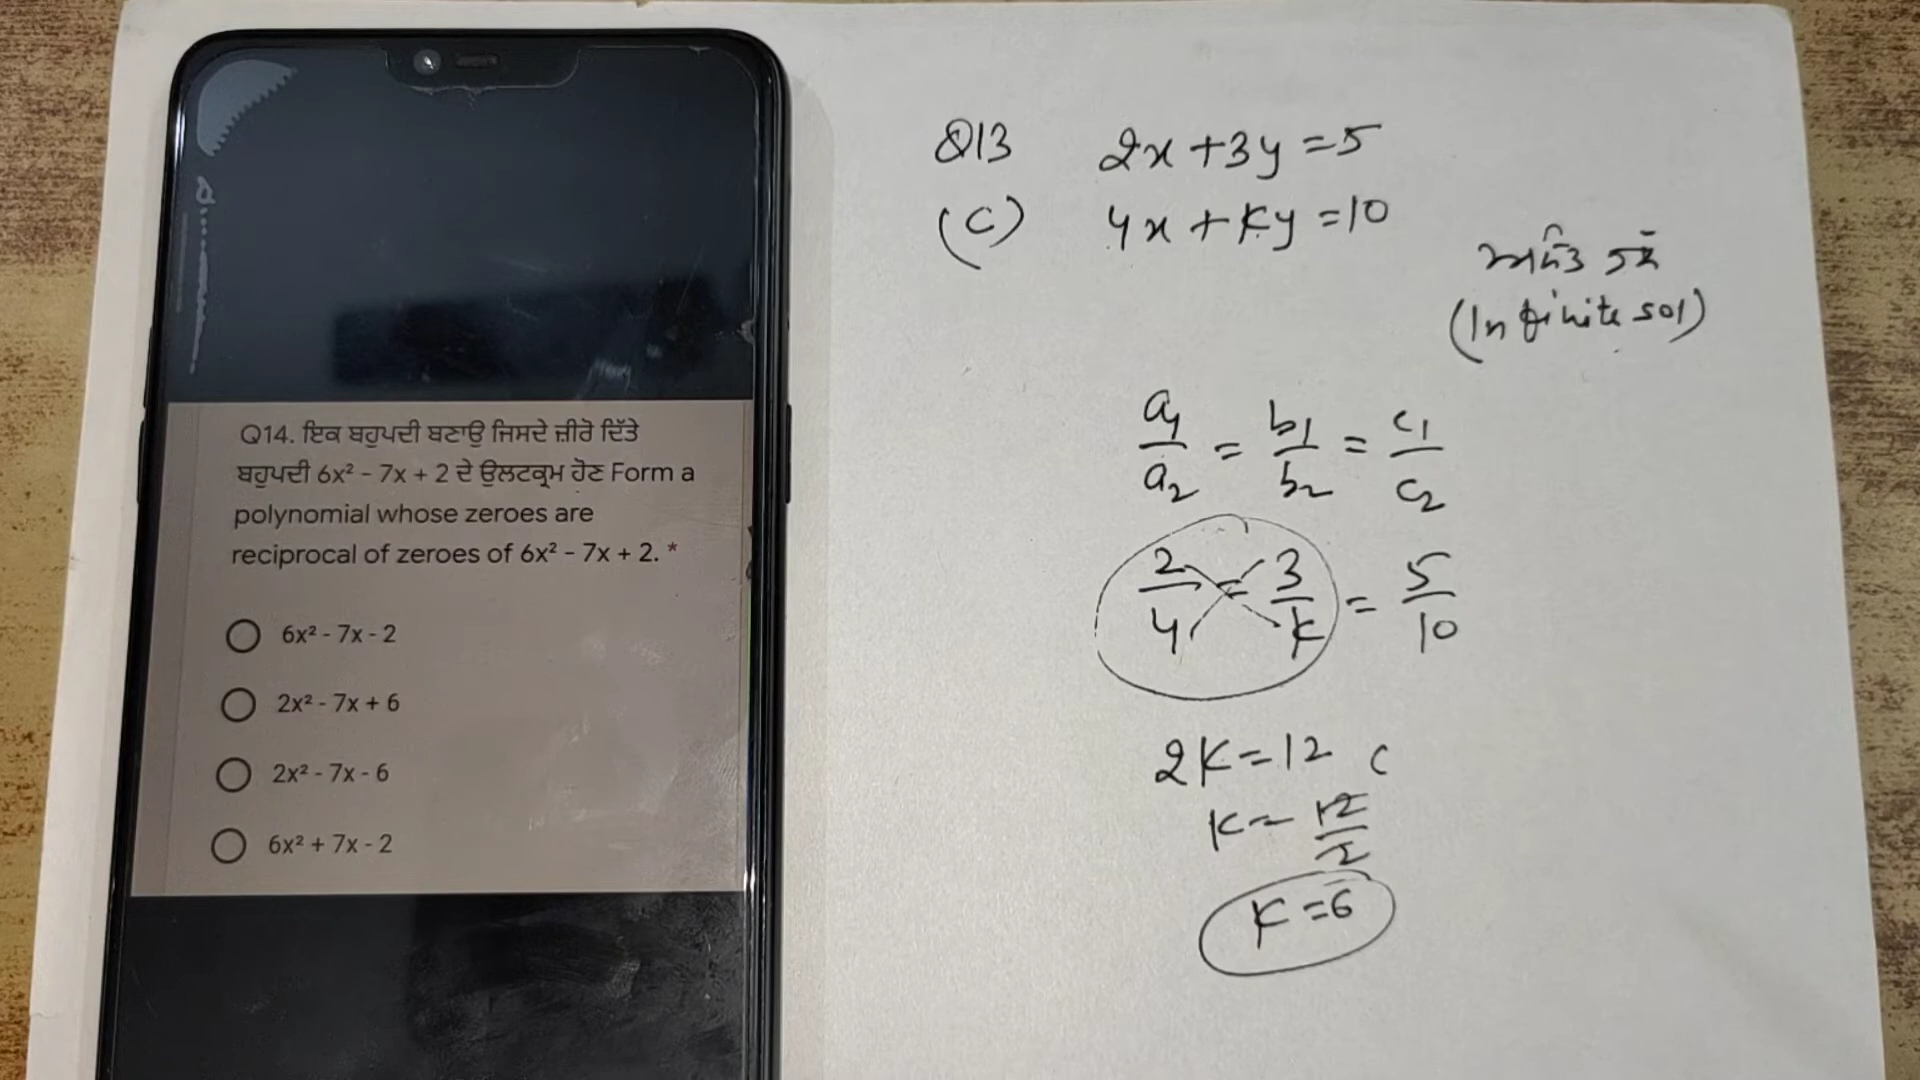 Q14. ਇਕ ਬਹੁਪਦੀ ਬਣਾਉ ਜਿਸਦੇ ਜ਼ੀਰੋ ਦਿੱਤੇ
ਬਹੁਪਦੀ 6x² - 7x + 2 ਦੇ ਉਲਟਕ੍ਰਮ ਹੋਣ Form a
polynomial whose zeroes are
reciprocal of zeroes of 6x² - 7x + 2. *
6x² - 7x - 2
2x² - 7x + 6
2x² - 7x - 6
6x² + 7x - 2
Q13 2x + 3y = 5
(C) 4x + Ky = 10
ਅਨੰਤ ਹੱਲ
(Infinite sol)
a₁/a₂ = b₁/b₂ = c₁/c₂
2/4 = 3/k = 5/10
2K = 12 C
K = 12/2
K = 6